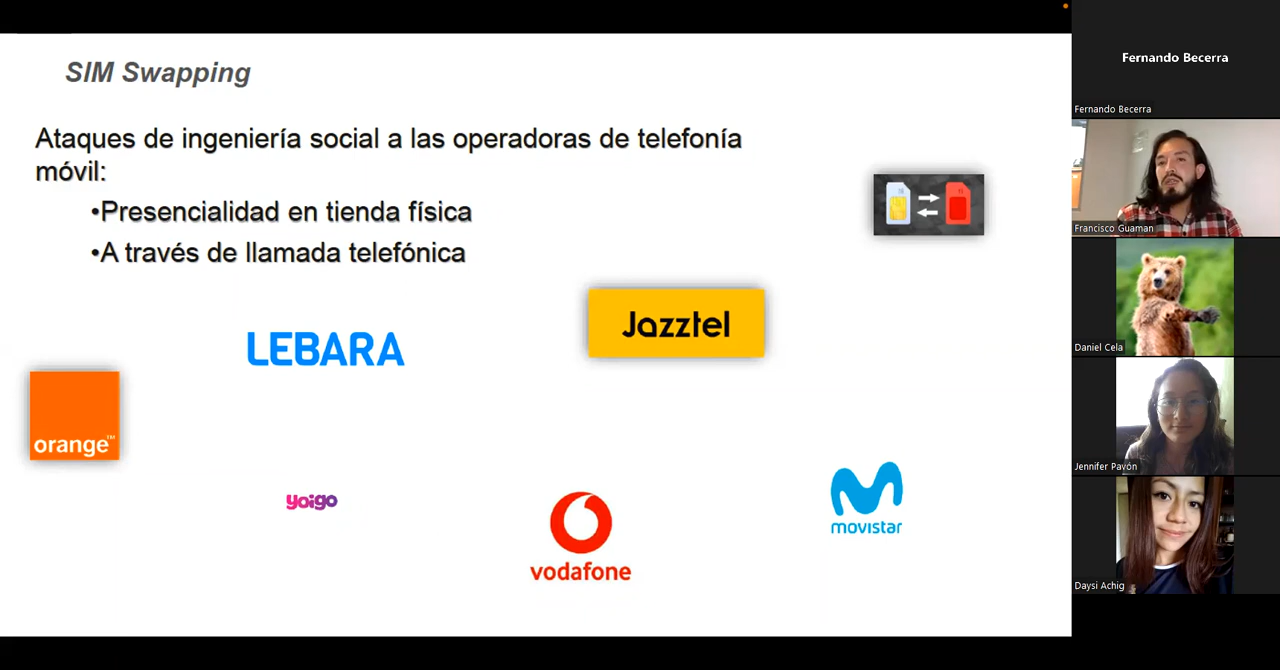 SIM Swapping
Ataques de ingeniería social a las operadoras de telefonía
móvil:
•Presencialidad en tienda física
•A través de llamada telefónica
LEBARA
Jazztel
orange™
yoigo
vodafone
movistar
Fernando Becerra
Fernando Becerra
Francisco Guaman
Daniel Cela
Jennifer Pavón
Daysi Achig